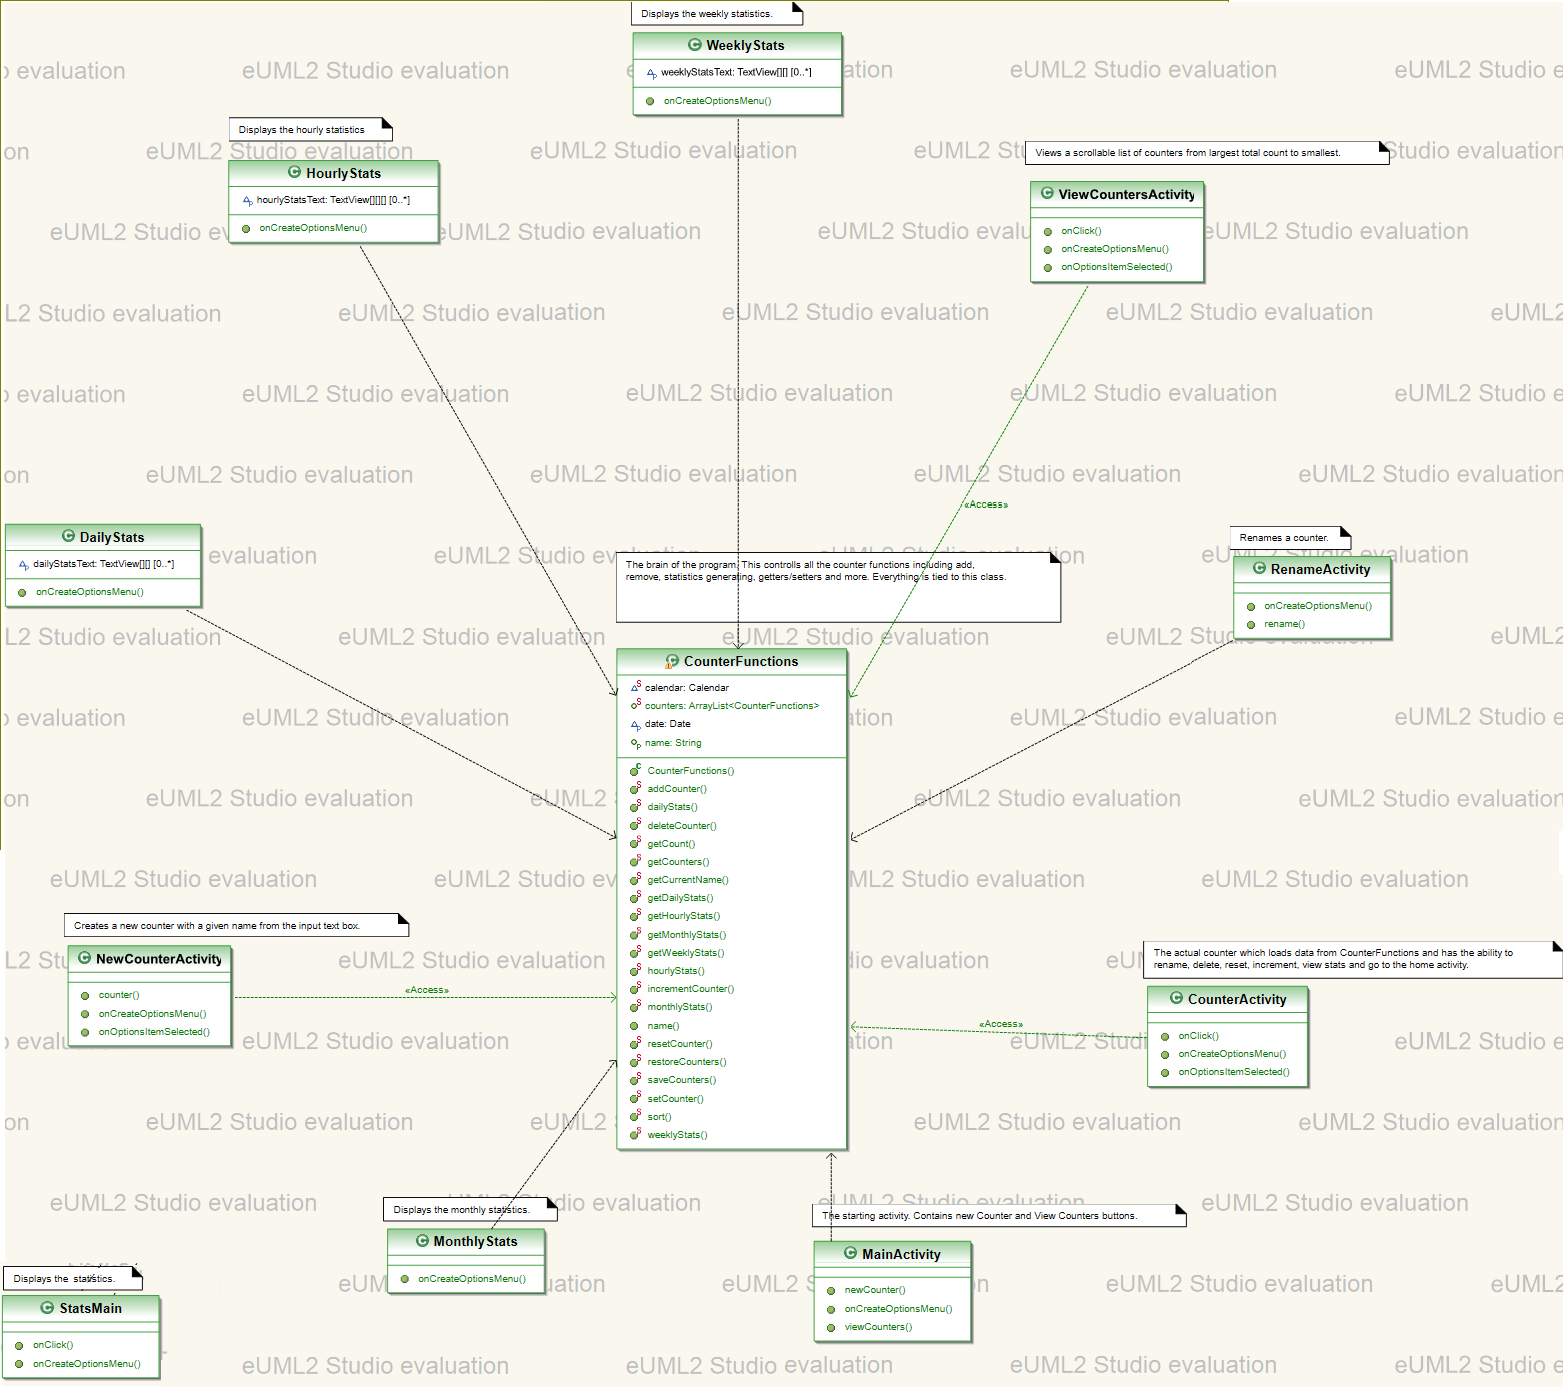 Displays the weekly statistics.
WeeklyStats
weeklyStatsText: TextView[][] [0..*]
onCreateOptionsMenu()
Displays the hourly statistics
HourlyStats
hourlyStatsText: TextView[][][] [0..*]
onCreateOptionsMenu()
Views a scrollable list of counters from largest total count to smallest.
ViewCountersActivity
onClick()
onCreateOptionsMenu()
onOptionsItemSelected()
«Access»
DailyStats
dailyStatsText: TextView[][] [0..*]
onCreateOptionsMenu()
The brain of the program. This controlls all the counter functions including add,
remove, statistics generating, getters/setters and more. Everything is tied to this class.
Renames a counter.
RenameActivity
onCreateOptionsMenu()
rename()
CounterFunctions
calendar: Calendar
counters: ArrayList<CounterFunctions>
date: Date
name: String
CounterFunctions()
addCounter()
dailyStats()
deleteCounter()
getCount()
getCounters()
getCurrentName()
getDailyStats()
getHourlyStats()
getMonthlyStats()
getWeeklyStats()
hourlyStats()
incrementCounter()
monthlyStats()
name()
resetCounter()
restoreCounters()
saveCounters()
setCounter()
sort()
weeklyStats()
Creates a new counter with a given name from the input text box.
NewCounterActivity
counter()
onCreateOptionsMenu()
onOptionsItemSelected()
«Access»
The actual counter which loads data from CounterFunctions and has the ability to
rename, delete, reset, increment, view stats and go to the home activity.
CounterActivity
onClick()
onCreateOptionsMenu()
onOptionsItemSelected()
«Access»
Displays the monthly statistics.
MonthlyStats
onCreateOptionsMenu()
The starting activity. Contains new Counter and View Counters buttons.
MainActivity
newCounter()
onCreateOptionsMenu()
viewCounters()
Displays the statistics.
StatsMain
onClick()
onCreateOptionsMenu()
eUML2 Studio evaluation